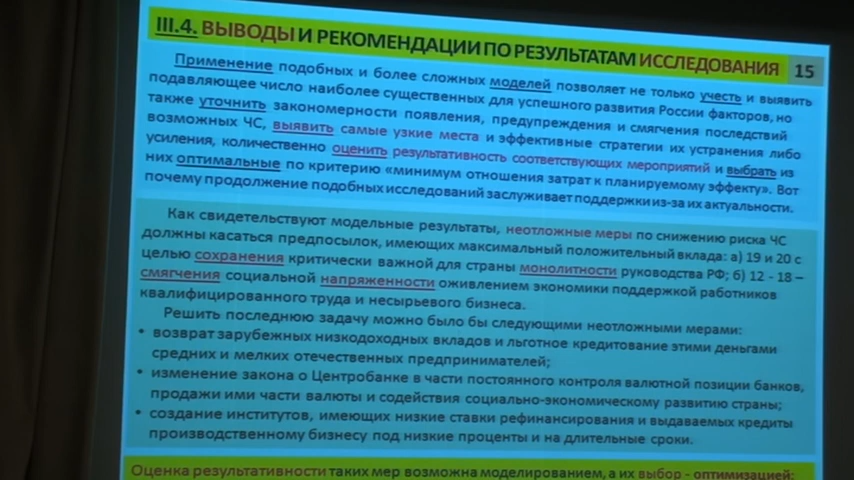 III.4. ВЫВОДЫ И РЕКОМЕНДАЦИИ ПО РЕЗУЛЬТАТАМ ИССЛЕДОВАНИЯ 15
Применение подобных и более сложных моделей позволяет не только учесть и выявить
подавляющее число наиболее существенных для успешного развития России факторов, но
также уточнить закономерности появления, предупреждения и смягчения последствий
возможных ЧС, выявить самые узкие места и эффективные стратегии их устранения либо
усиления, количественно оценить результативность соответствующих мероприятий и выбрать из
них оптимальные по критерию «минимум отношения затрат к планируемому эффекту». Вот
почему продолжение подобных исследований заслуживает поддержки из-за их актуальности.
Как свидетельствуют модельные результаты, неотложные меры по снижению риска ЧС
должны касаться предпосылок, имеющих максимальный положительный вклада: а) 19 и 20 с
целью сохранения критически важной для страны монолитности руководства РФ; б) 12 - 18 –
смягчения социальной напряженности оживлением экономики поддержкой работников
квалифицированного труда и несырьевого бизнеса.
Решить последнюю задачу можно было бы следующими неотложными мерами:
• возврат зарубежных низкодоходных вкладов и льготное кредитование этими деньгами
средних и мелких отечественных предпринимателей;
• изменение закона о Центробанке в части постоянного контроля валютной позиции банков,
продажи ими части валюты и содействия социально-экономическому развитию страны;
• создание институтов, имеющих низкие ставки рефинансирования и выдаваемых кредиты
производственному бизнесу под низкие проценты и на длительные сроки.
Оценка результативности таких мер возможна моделированием, а их выбор - оптимизацией: